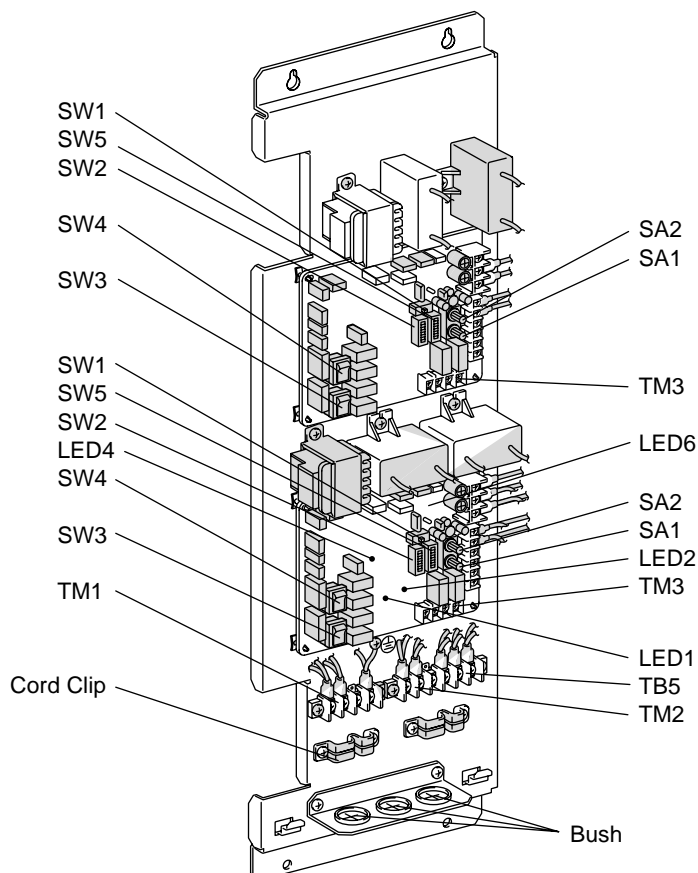 SW1
SW5
SW2
SW4
SW3
SW1
SW5
SW2
LED4
SW4
SW3
TM1
Cord Clip
SA2
SA1
TM3
LED6
SA2
SA1
LED2
TM3
LED1
TB5
TM2
Bush